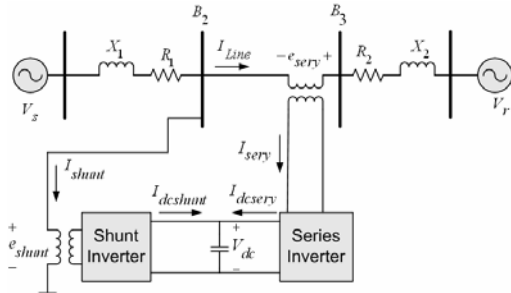 B2
B3
X1
R1
ILine
−esery+
R2
X2
Vs
Vr
Isery
Ishunt
Idcshunt
Idcsery
+
eshunt
−
Shunt
Inverter
+
Vdc
−
Series
Inverter